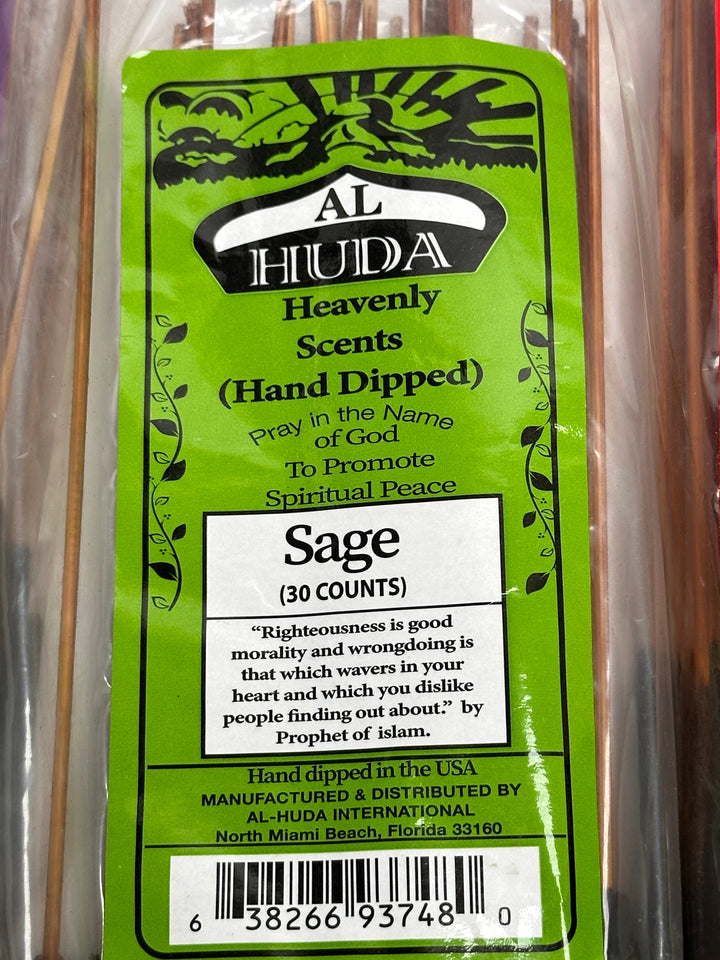 AL
HUDA
Heavenly
Scents
(Hand Dipped)
Pray in the Name
of God
To Promote
Spiritual Peace
Sage
(30 COUNTS)
“Righteousness is good
morality and wrongdoing is
that which wavers in your
heart and which you dislike
people finding out about.” by
Prophet of islam.
Hand dipped in the USA
MANUFACTURED & DISTRIBUTED BY
AL-HUDA INTERNATIONAL
North Miami Beach, Florida 33160
6 38266 93748 0